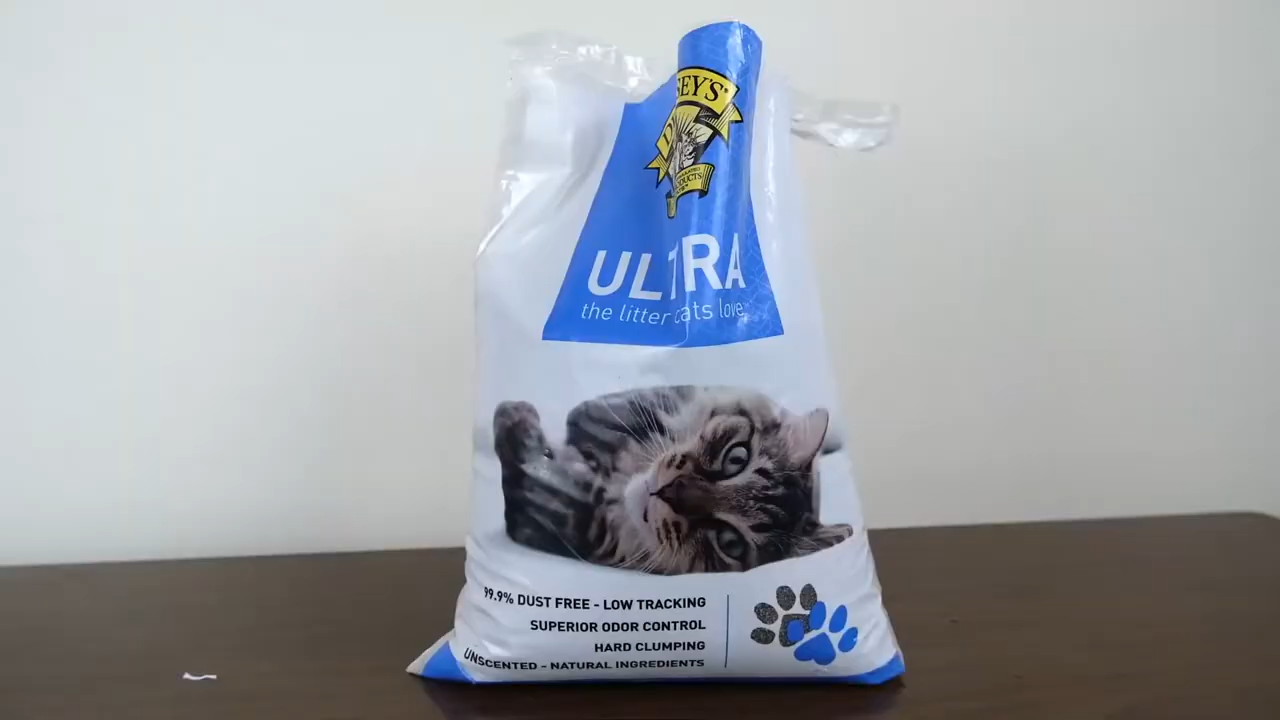 SEY'S
ULTRA
the litter cats love
99.9% DUST FREE - LOW TRACKING
SUPERIOR ODOR CONTROL
HARD CLUMPING
UNSCENTED - NATURAL INGREDIENTS